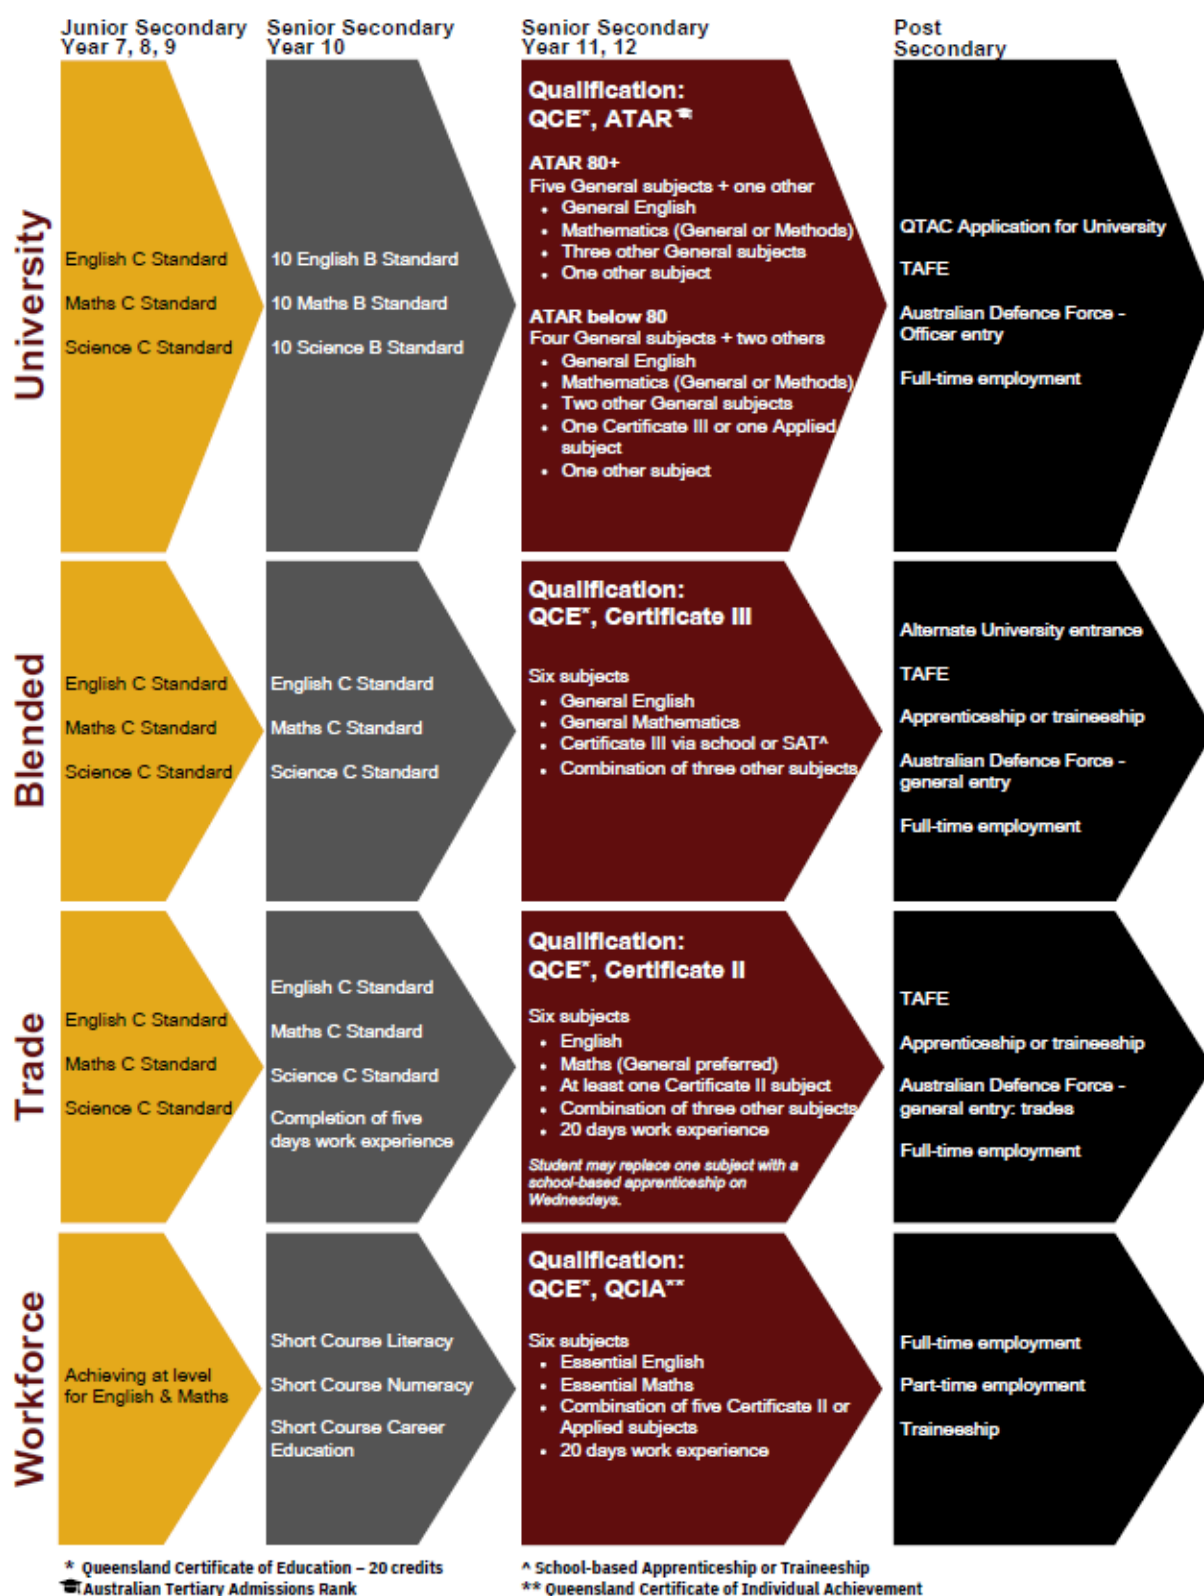 Junior Secondary
Year 7, 8, 9
Senior Secondary
Year 10
Senior Secondary
Year 11, 12
Post
Secondary
University
English C Standard
Maths C Standard
Science C Standard
10 English B Standard
10 Maths B Standard
10 Science B Standard
Qualification:
QCE*, ATAR
ATAR 80+
Five General subjects + one other
• General English
• Mathematics (General or Methods)
• Three other General subjects
• One other subject
ATAR below 80
Four General subjects + two others
• General English
• Mathematics (General or Methods)
• Two other General subjects
• One Certificate III or one Applied
subject
• One other subject
QTAC Application for University
TAFE
Australian Defence Force –
Officer entry
Full-time employment
Blended
English C Standard
Maths C Standard
Science C Standard
English C Standard
Maths C Standard
Science C Standard
Qualification:
QCE*, Certificate III
Six subjects
• General English
• General Mathematics
• Certificate III via school or SAT^
• Combination of three other subjects
Alternate University entrance
TAFE
Apprenticeship or traineeship
Australian Defence Force –
general entry
Full-time employment
Trade
English C Standard
Maths C Standard
Science C Standard
English C Standard
Maths C Standard
Science C Standard
Completion of five
days work experience
Qualification:
QCE*, Certificate II
Six subjects
• English
• Maths (General preferred)
• At least one Certificate II subject
• Combination of three other subjects
• 20 days work experience
Student may replace one subject with a
school-based apprenticeship on
Wednesdays.
TAFE
Apprenticeship or traineeship
Australian Defence Force –
general entry: trades
Full-time employment
Workforce
Achieving at level
for English & Maths
Short Course Literacy
Short Course Numeracy
Short Course Career
Education
Qualification:
QCE*, QCIA**
Six subjects
• Essential English
• Essential Maths
• Combination of five Certificate II or
Applied subjects
• 20 days work experience
Full-time employment
Part-time employment
Traineeship
* Queensland Certificate of Education – 20 credits
Australian Tertiary Admissions Rank
^ School-based Apprenticeship or Traineeship
** Queensland Certificate of Individual Achievement